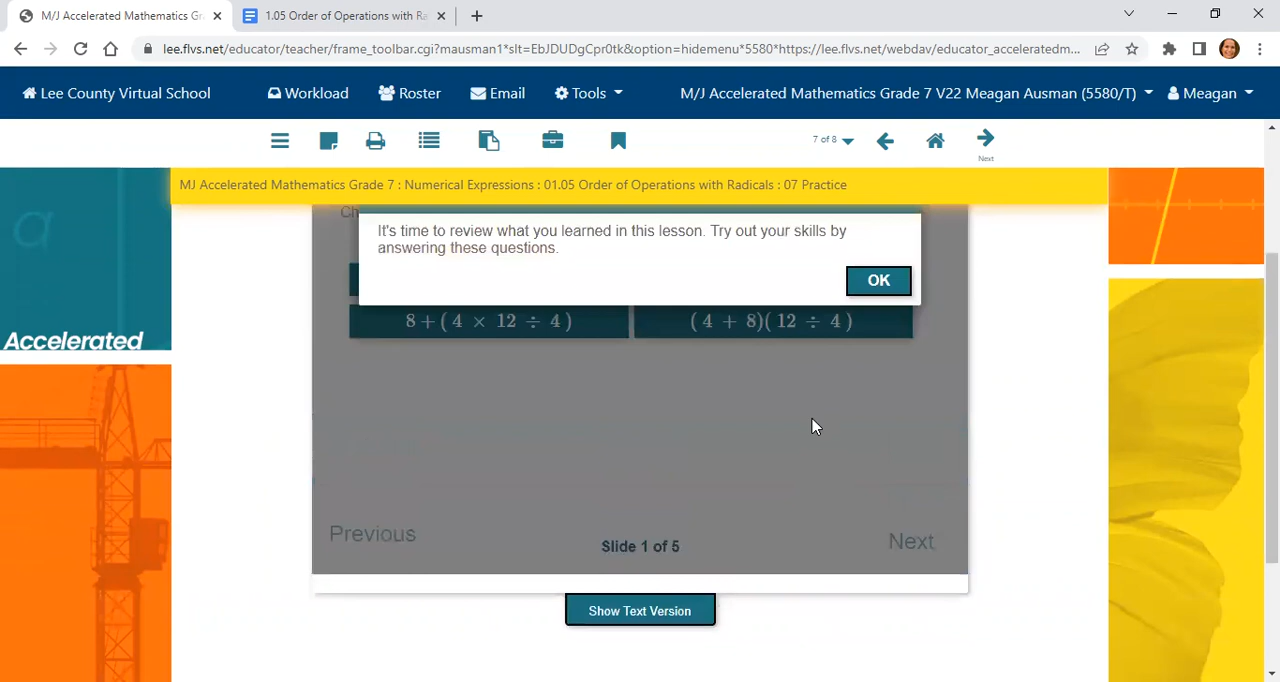 M/J Accelerated Mathematics Gr
1.05 Order of Operations with Ra
lee.flvs.net/educator/teacher/frame_toolbar.cgi?mausman1*slt=EbJDUDgCpr0tk&option=hidemenu*5580*https://lee.flvs.net/webdav/educator_acceleratedm...
Lee County Virtual School
Workload
Roster
Email
Tools
M/J Accelerated Mathematics Grade 7 V22 Meagan Ausman (5580/T)
Meagan
7 of 8
Next
MJ Accelerated Mathematics Grade 7 : Numerical Expressions : 01.05 Order of Operations with Radicals : 07 Practice
Ch
It's time to review what you learned in this lesson. Try out your skills by
answering these questions.
OK
8 + ( 4 × 12 ÷ 4 )
( 4 + 8)( 12 ÷ 4 )
Accelerated
Previous
Slide 1 of 5
Next
Show Text Version